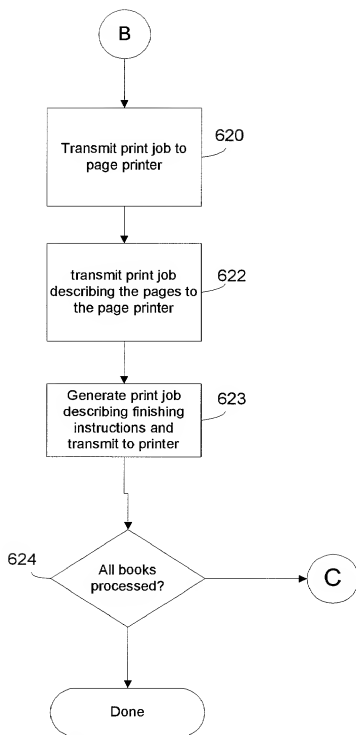 B
Transmit print job to
page printer
620
transmit print job
describing the pages to
the page printer
622
Generate print job
describing finishing
instructions and
transmit to printer
623
624
All books
processed?
C
Done